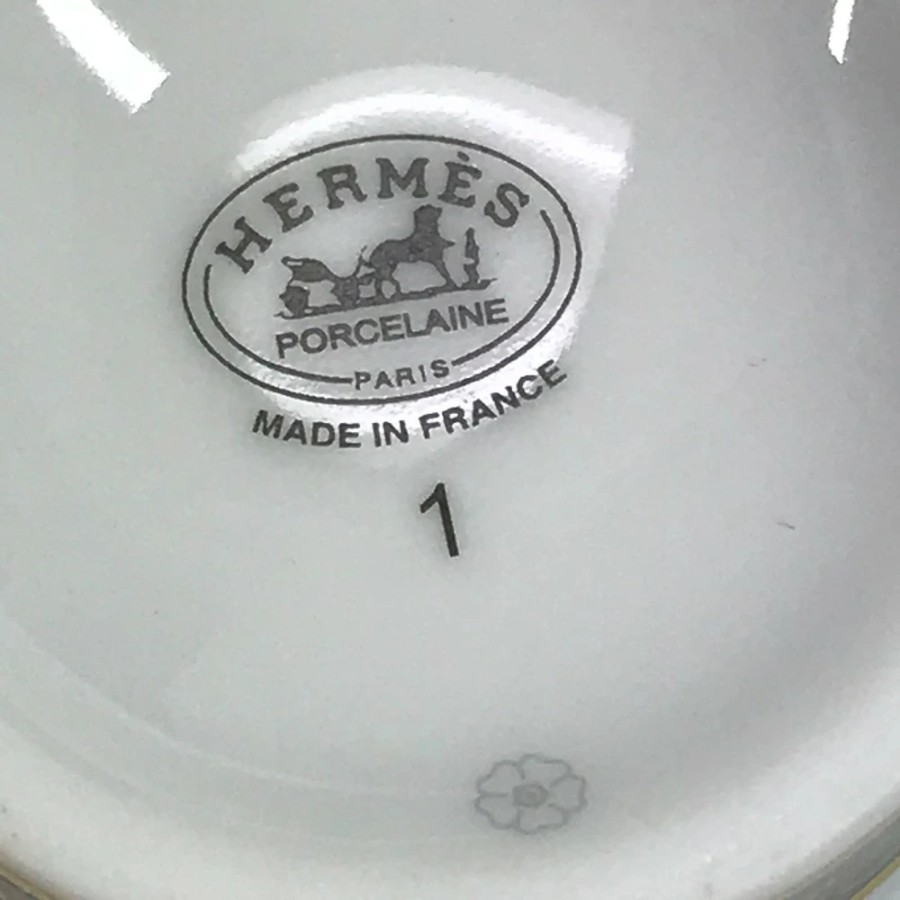 HERMÈS
PORCELAINE
PARIS
MADE IN FRANCE
1